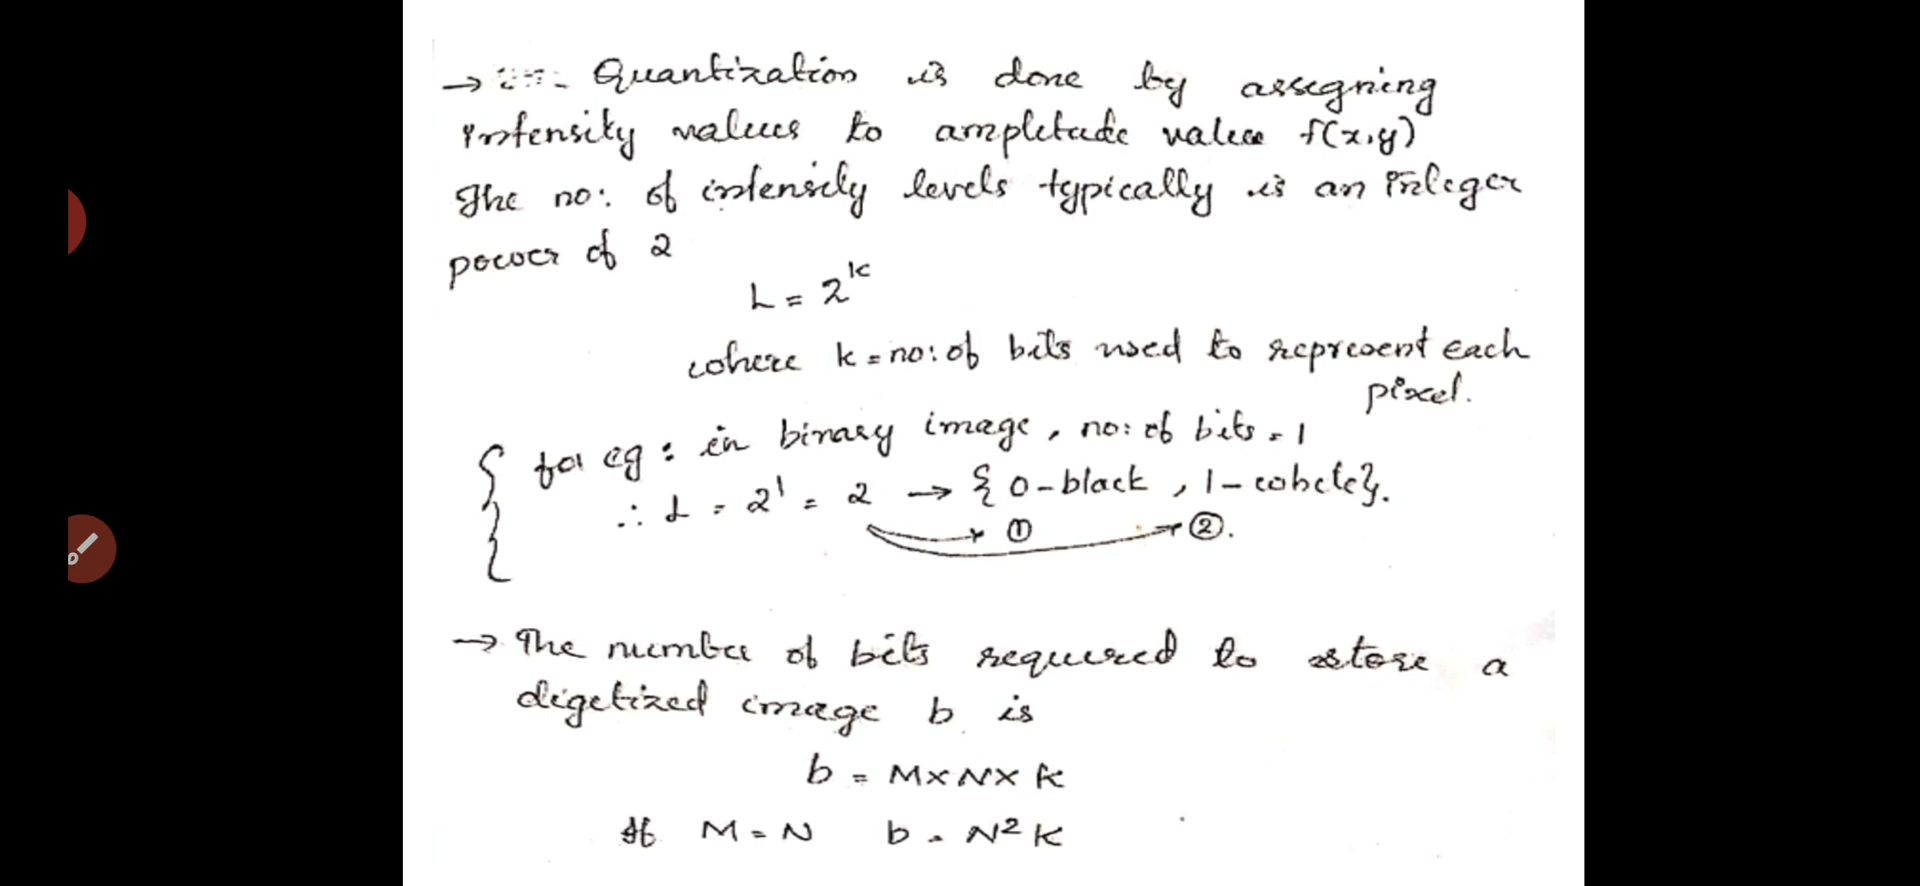 → Quantization is done by assigning
intensity values to amplitude value f(x,y)
The no: of intensity levels typically is an integer
power of 2
L = 2^k
where k = no: of bits used to represent each
pixel.
for eg : in binary image, no: of bits = 1
∴ L = 2^1 = 2 → { 0-black , 1-white}.
① ②.
→ The number of bits required to store a
digitized image b is
b = M×N×k
If M = N b = N²k